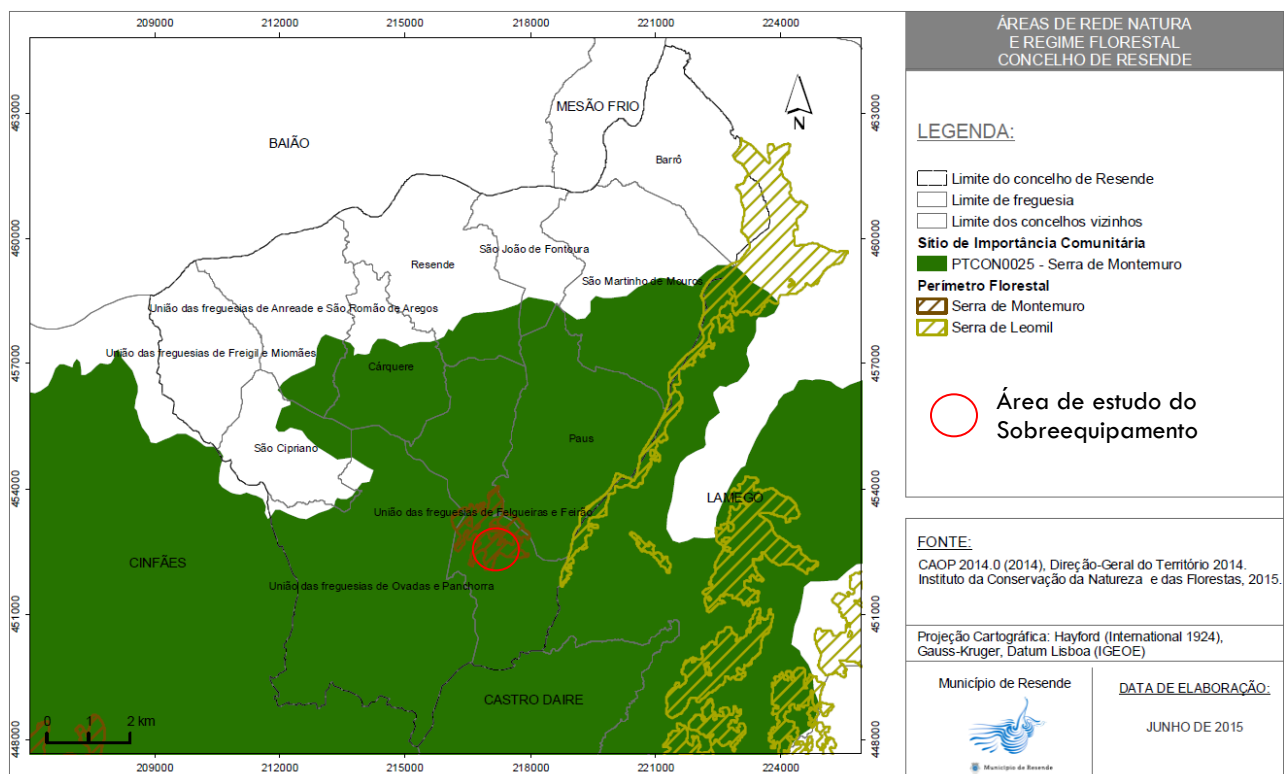 209000 212000 215000 218000 221000 224000
463000
460000
457000
454000
451000
448000
MESÃO FRIO
BAIÃO
N
Barrô
São João de Fontoura
Resende
São Martinho de Mouros
União das freguesias de Anreade e São Romão de Aregos
União das freguesias de Freigil e Miomães
Cárquere
Paus
São Cipriano
LAMEGO
União das freguesias de Felgueiras e Feirão
CINFÃES
União das freguesias de Ovadas e Panchorra
CASTRO DAIRE
0 1 2 km
463000
460000
457000
454000
451000
448000
209000 212000 215000 218000 221000 224000
ÁREAS DE REDE NATURA
E REGIME FLORESTAL
CONCELHO DE RESENDE
LEGENDA:
Limite do concelho de Resende
Limite de freguesia
Limite dos concelhos vizinhos
Sítio de Importância Comunitária
PTCON0025 - Serra de Montemuro
Perímetro Florestal
Serra de Montemuro
Serra de Leomil
Área de estudo do
Sobreequipamento
FONTE:
CAOP 2014.0 (2014), Direção-Geral do Território 2014.
Instituto da Conservação da Natureza e das Florestas, 2015.
Projeção Cartográfica: Hayford (International 1924),
Gauss-Kruger, Datum Lisboa (IGEOE)
Município de Resende
Município de Resende
DATA DE ELABORAÇÃO:
JUNHO DE 2015